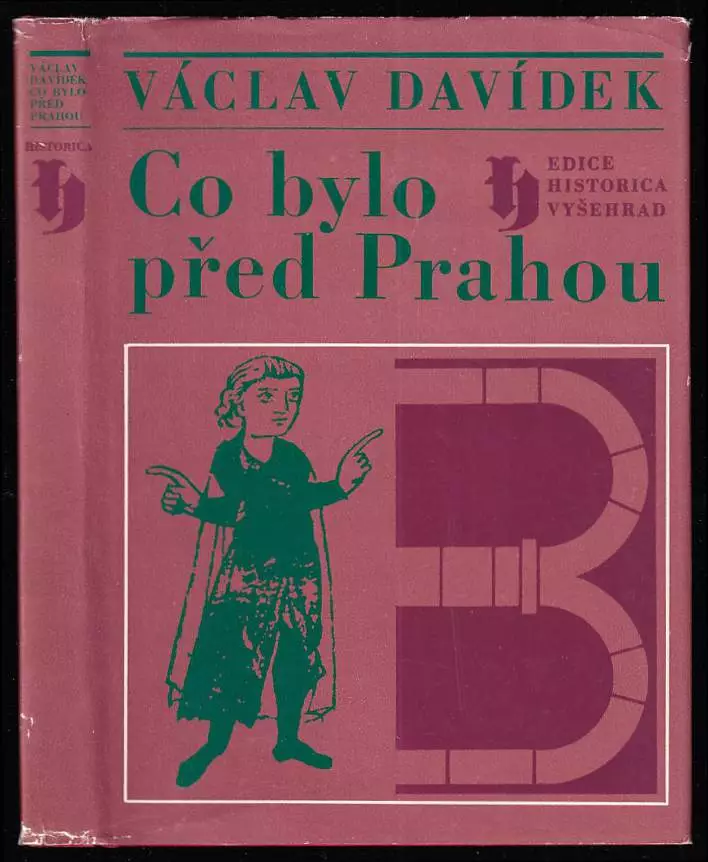 VÁCLAV
DAVÍDEK
CO BYLO
PŘED
PRAHOU
HISTORICA
h
VÁCLAV DAVÍDEK
Co bylo
před Prahou
h
EDICE
HISTORICA
VYŠEHRAD